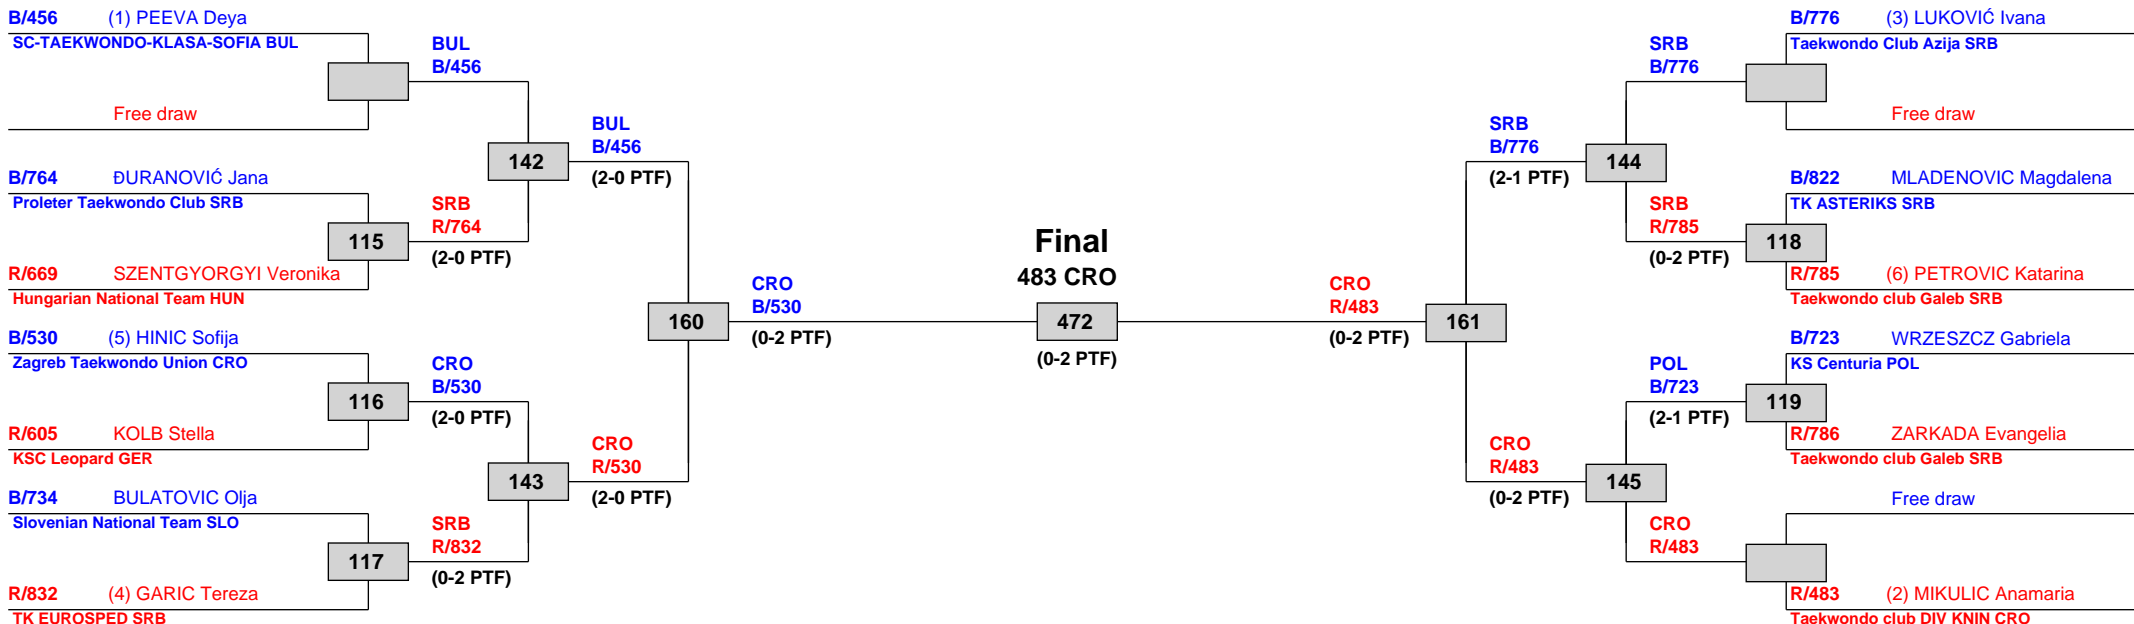 B/456 (1) PEEVA Deya
SC-TAEKWONDO-KLASA-SOFIA BUL
Free draw
B/764 ĐURANOVIĆ Jana
Proleter Taekwondo Club SRB
115
R/669 SZENTGYORGYI Veronika
Hungarian National Team HUN
B/530 (5) HINIC Sofija
Zagreb Taekwondo Union CRO
116
R/605 KOLB Stella
KSC Leopard GER
B/734 BULATOVIC Olja
Slovenian National Team SLO
117
R/832 (4) GARIC Tereza
TK EUROSPED SRB
BUL
B/456
142
SRB
R/764
(2-0 PTF)
CRO
B/530
(2-0 PTF)
143
SRB
R/832
(0-2 PTF)
BUL
B/456
(2-0 PTF)
160
CRO
R/530
(2-0 PTF)
CRO
B/530
(0-2 PTF)
Final
483 CRO
472
(0-2 PTF)
CRO
R/483
(0-2 PTF)
161
SRB
B/776
(2-1 PTF)
CRO
R/483
(0-2 PTF)
SRB
B/776
144
SRB
R/785
(0-2 PTF)
POL
B/723
(2-1 PTF)
145
CRO
R/483
B/776 (3) LUKOVIĆ Ivana
Taekwondo Club Azija SRB
Free draw
B/822 MLADENOVIC Magdalena
TK ASTERIKS SRB
118
R/785 (6) PETROVIC Katarina
Taekwondo club Galeb SRB
B/723 WRZESZCZ Gabriela
KS Centuria POL
119
R/786 ZARKADA Evangelia
Taekwondo club Galeb SRB
Free draw
R/483 (2) MIKULIC Anamaria
Taekwondo club DIV KNIN CRO